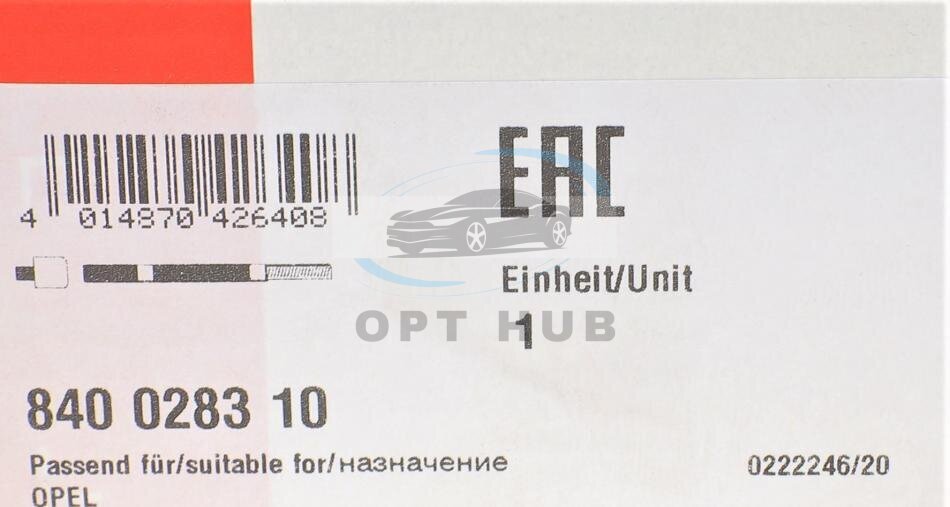 EAC
4 014870 426408
Einheit/Unit
1
OPT HUB
840 0283 10
Passend für/suitable for/назначение
0222246/20
OPEL